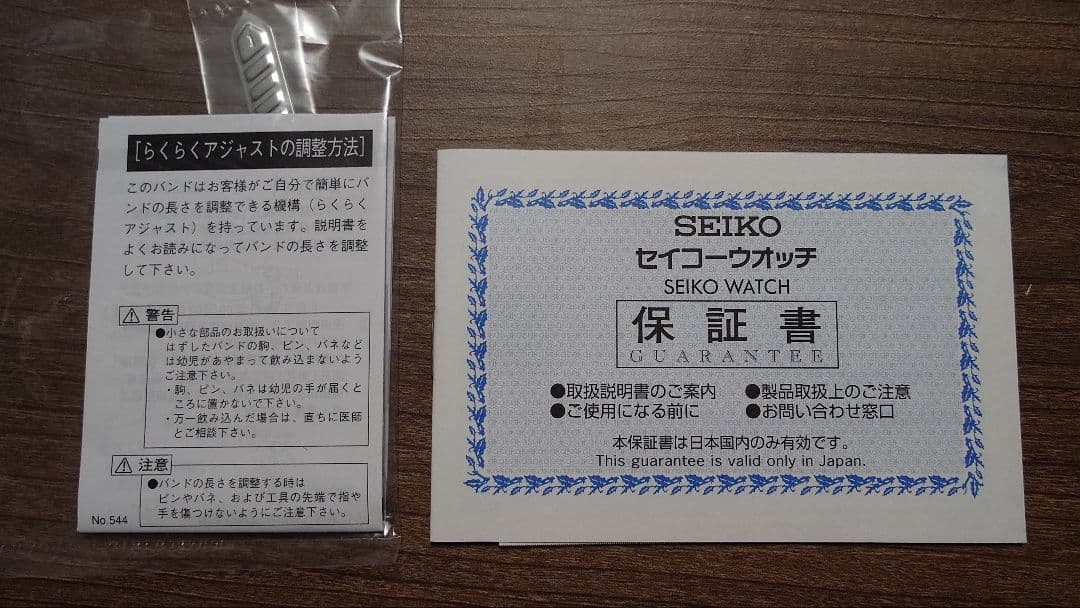 [らくらくアジャストの調整方法]
このバンドはお客様がご自分で簡単にバ
ンドの長さを調整できる機構（らくらく
アジャスト）を持っています。説明書を
よくお読みになってバンドの長さを調整
して下さい。
⚠ 警告
●小さな部品のお取扱いについて
はずしたバンドの駒、ピン、バネなど
は幼児があやまって飲み込まないよう
ご注意下さい。
・駒、ピン、バネは幼児の手が届くと
ころに置かないで下さい。
・万一飲み込んだ場合は、直ちに医師
とご相談下さい。
⚠ 注意
●バンドの長さを調整する時は
ピンやバネ、および工具の先端で指や
手を傷つけないようにご注意下さい。
No.544
SEIKO
セイコーウオッチ
SEIKO WATCH
保証書
GUARANTEE
●取扱説明書のご案内 ●製品取扱上のご注意
●ご使用になる前に ●お問い合わせ窓口
本保証書は日本国内のみ有効です。
This guarantee is valid only in Japan.